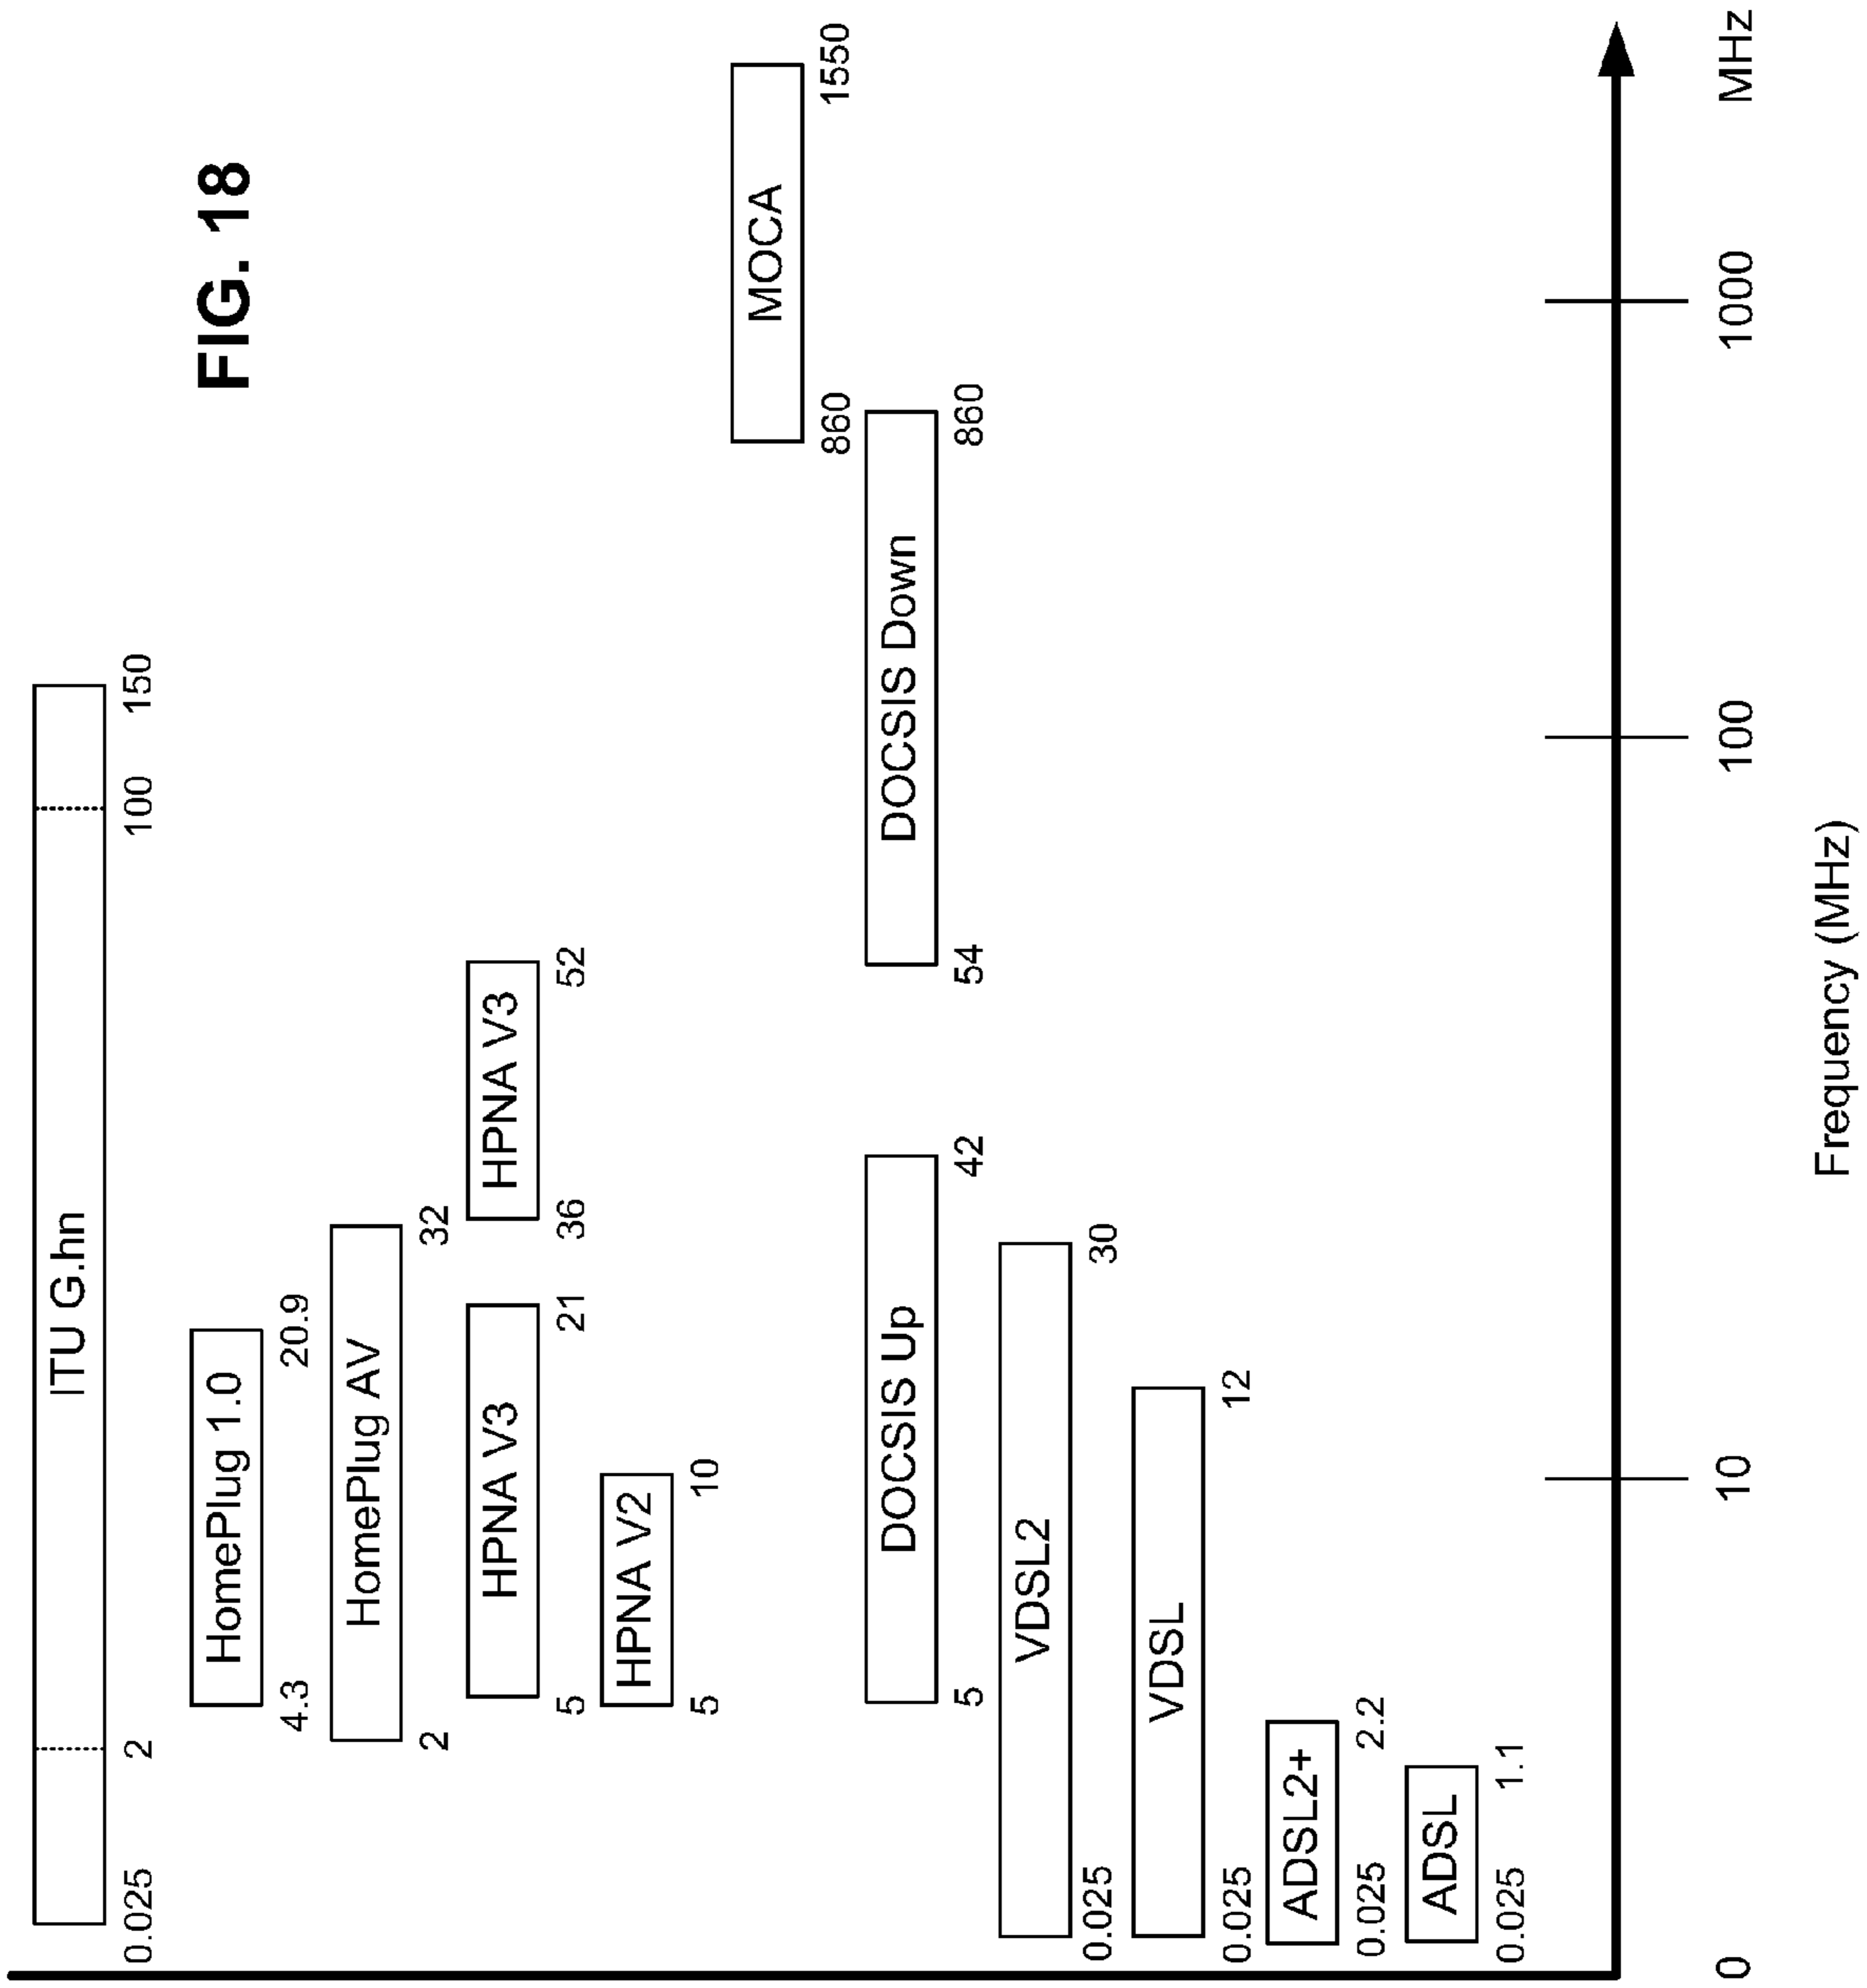 FIG. 18
ITU G.hn
0.025
2
100
150
HomePlug 1.0
4.3
20.9
HomePlug AV
2
32
HPNA V3
HPNA V3
5
21
36
52
HPNA V2
5
10
MOCA
860
1550
DOCSIS Up
DOCSIS Down
5
42
54
860
VDSL2
0.025
30
VDSL
0.025
12
ADSL2+
0.025
2.2
ADSL
0.025
1.1
0
10
100
1000
MHz
Frequency (MHz)